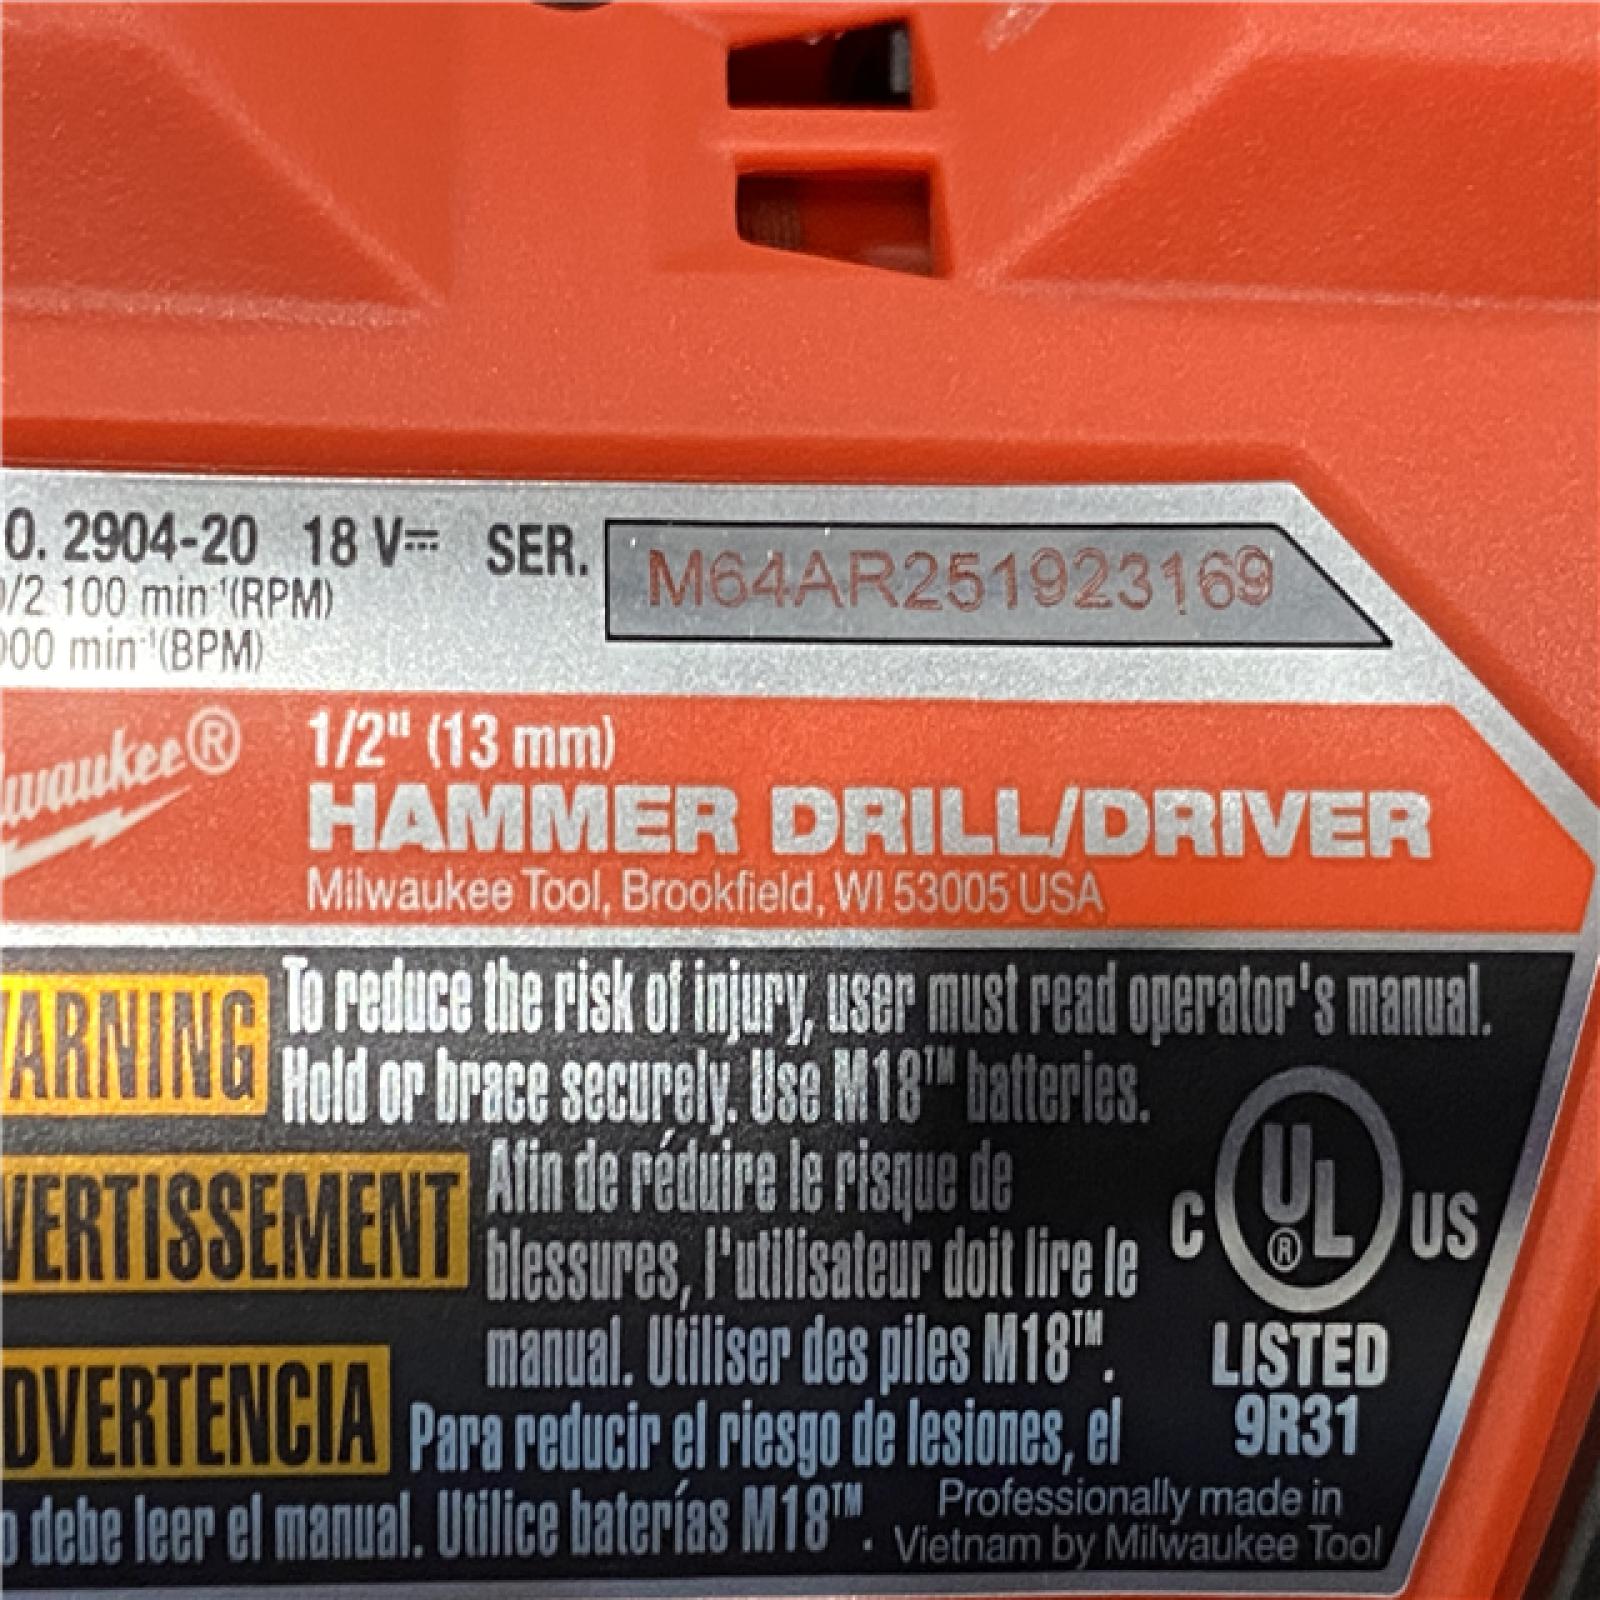 O. 2904-20 18 V⎓ SER. M64AR251923169
0/2 100 min⁻¹(RPM)
000 min⁻¹(BPM)
lwaukee®
1/2" (13 mm)
HAMMER DRILL/DRIVER
Milwaukee Tool, Brookfield, WI 53005 USA
ARNING To reduce the risk of injury, user must read operator's manual.
Hold or brace securely. Use M18™ batteries.
VERTISSEMENT Afin de réduire le risque de
blessures, l'utilisateur doit lire le
manual. Utiliser des piles M18™.
DVERTENCIA Para reducir el riesgo de lesiones, el
o debe leer el manual. Utilice baterías M18™.
C UL® US
LISTED
9R31
Professionally made in
Vietnam by Milwaukee Tool